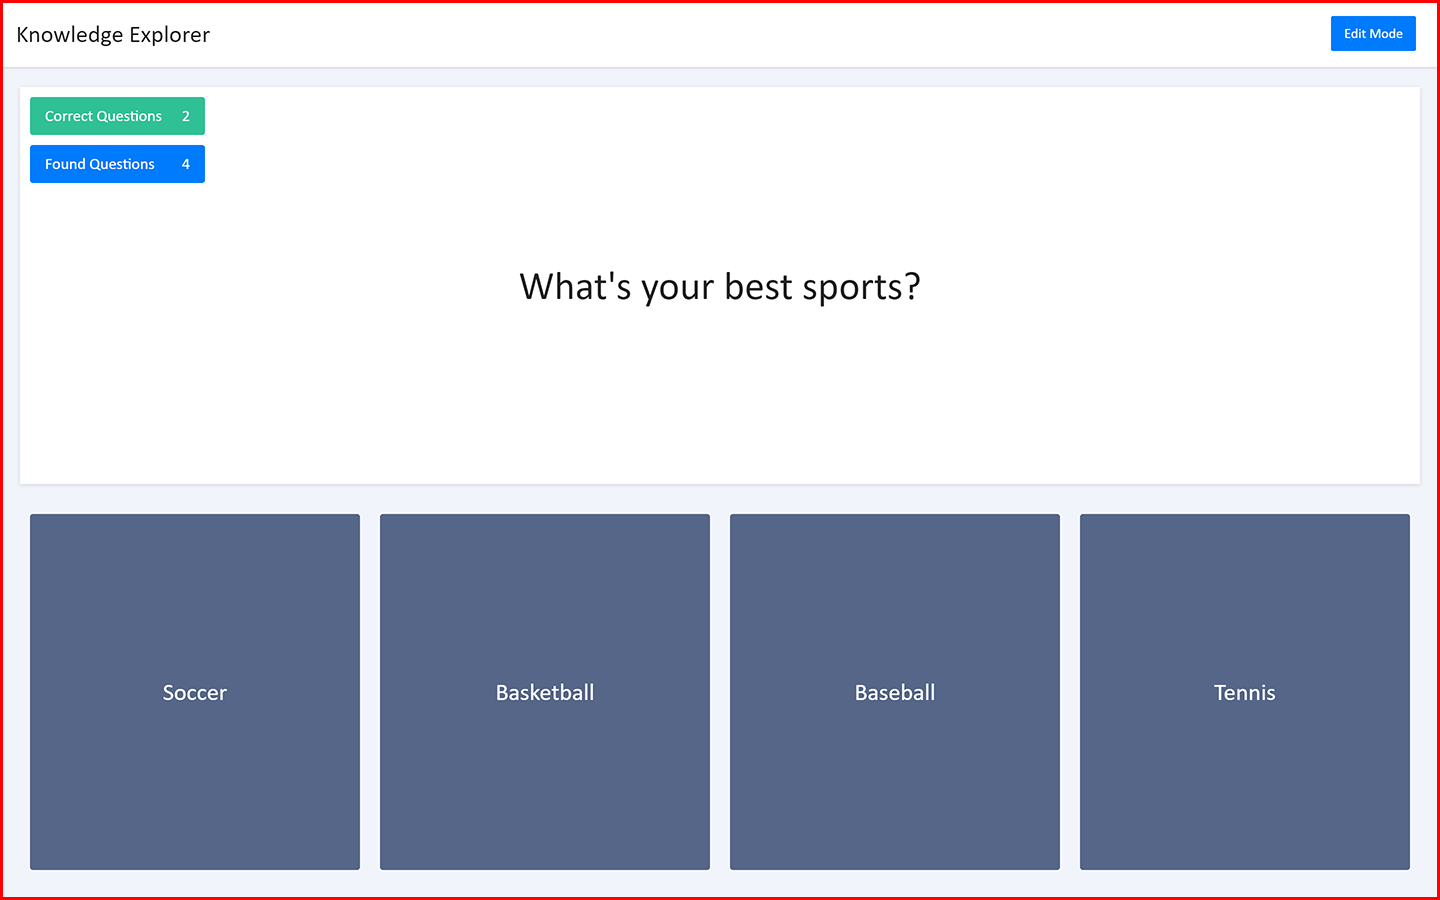 Knowledge Explorer
Edit Mode
Correct Questions 2
Found Questions 4
What's your best sports?
Soccer
Basketball
Baseball
Tennis